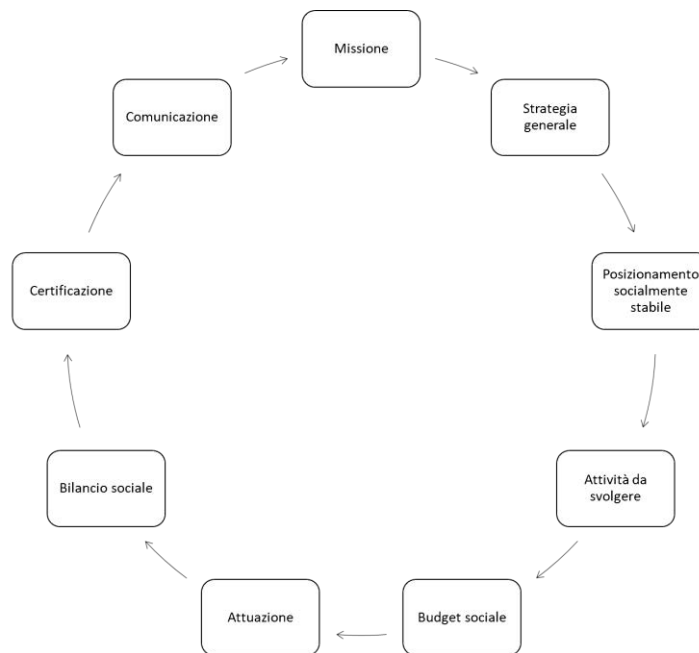 Missione
Strategia
generale
Posizionamento
socialmente
stabile
Attività da
svolgere
Budget sociale
Attuazione
Bilancio sociale
Certificazione
Comunicazione